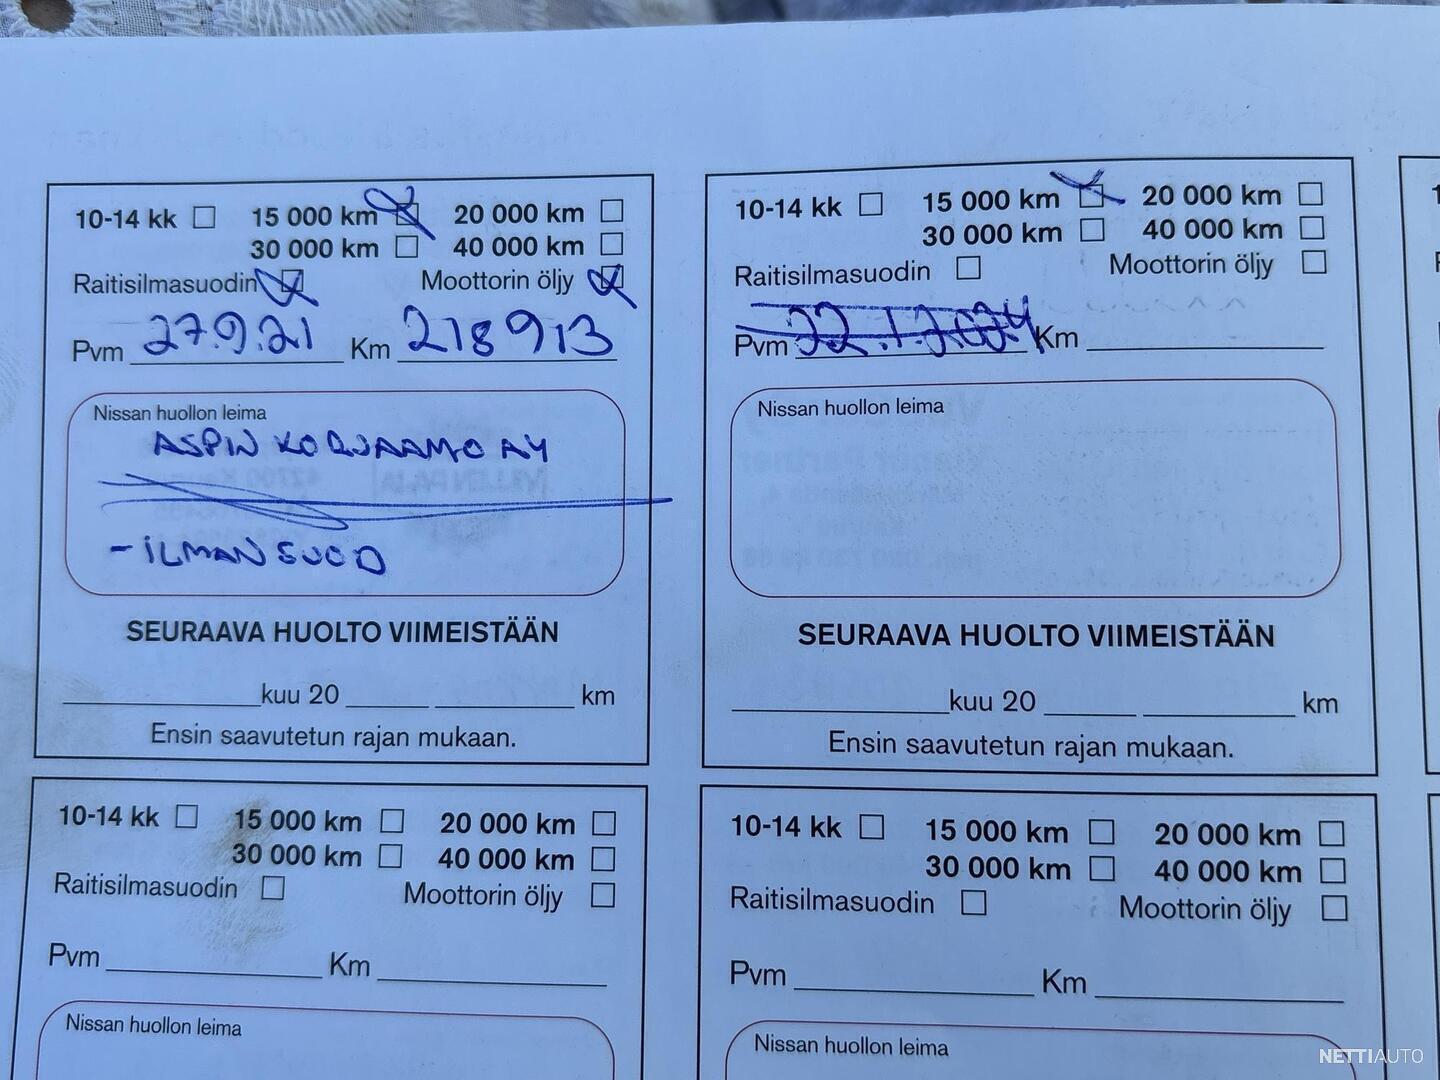 10-14 kk 15 000 km 20 000 km
30 000 km 40 000 km
Raitisilmasuodin Moottorin öljy
Pvm 27.9.21 Km 218913
Nissan huollon leima
ASPIN KORJAAMO AY
-ILMANSUOD
SEURAAVA HUOLTO VIIMEISTÄÄN
kuu 20 km
Ensin saavutetun rajan mukaan.
10-14 kk 15 000 km 20 000 km
30 000 km 40 000 km
Raitisilmasuodin Moottorin öljy
Pvm 22.1.2024 Km
Nissan huollon leima
SEURAAVA HUOLTO VIIMEISTÄÄN
kuu 20 km
Ensin saavutetun rajan mukaan.
10-14 kk 15 000 km 20 000 km
30 000 km 40 000 km
Raitisilmasuodin Moottorin öljy
Pvm Km
Nissan huollon leima
10-14 kk 15 000 km 20 000 km
30 000 km 40 000 km
Raitisilmasuodin Moottorin öljy
Pvm Km
Nissan huollon leima
NETTIAUTO